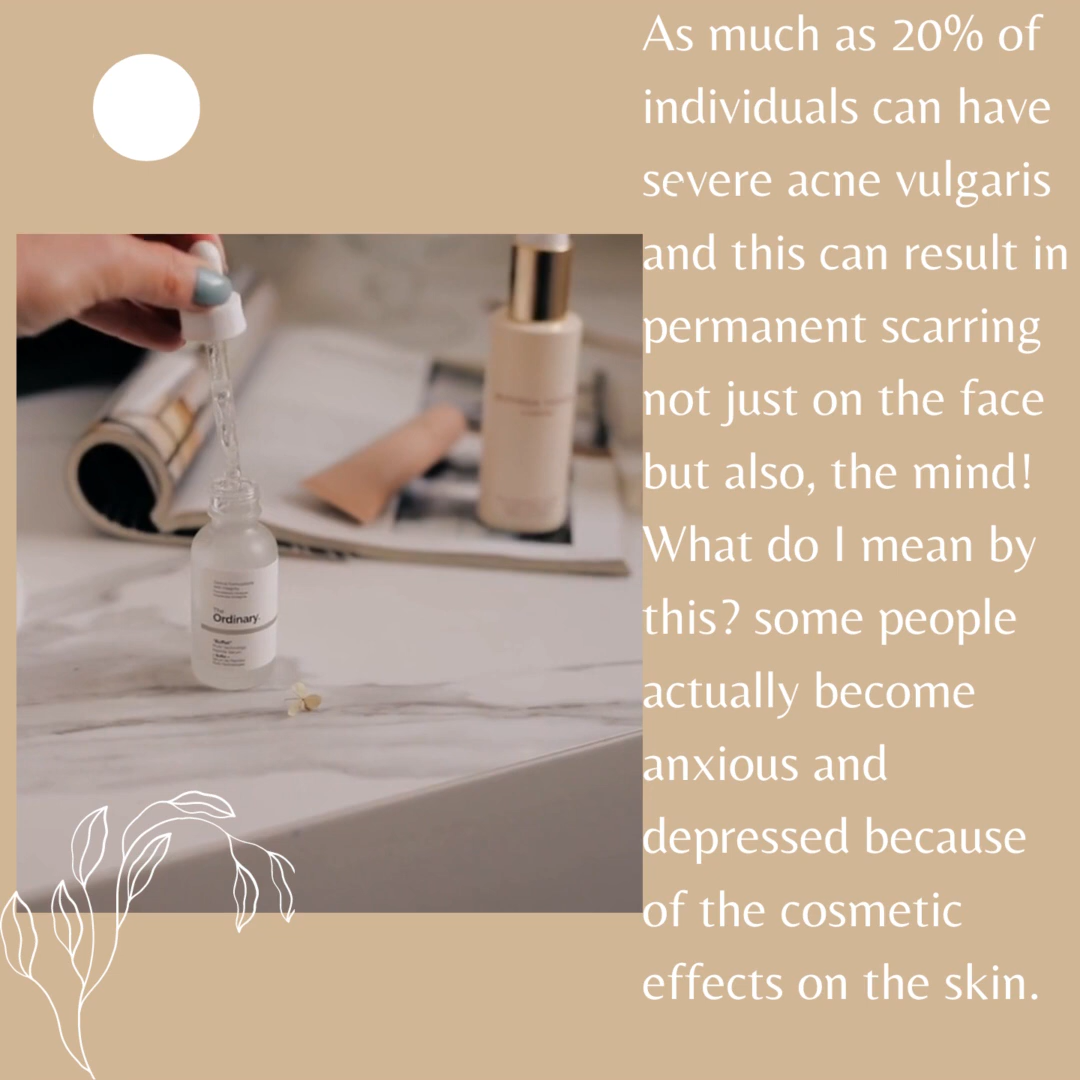 As much as 20% of
individuals can have
severe acne vulgaris
and this can result in
permanent scarring
not just on the face
but also, the mind!
What do I mean by
this? some people
actually become
anxious and
depressed because
of the cosmetic
effects on the skin.
The
Ordinary.
"Buffet"